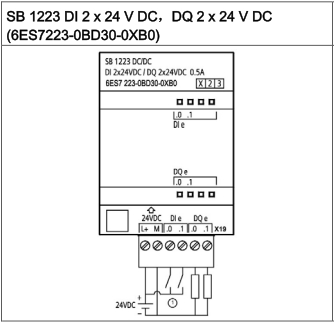 SB 1223 DI 2 x 24 V DC，DQ 2 x 24 V DC
(6ES7223-0BD30-0XB0)
SB 1223 DC/DC
DI 2x24VDC / DQ 2x24VDC 0.5A
6ES7 223-0BD30-0XB0 X 2 3
.0 .1
DI e
DQ e
.0 .1
24VDC DI e DQ e
L+ M .0 .1 .0 .1 X19
24VDC + −
①